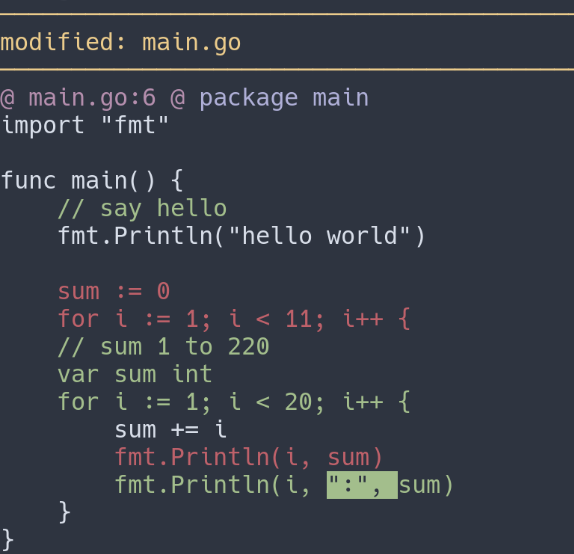 modified: main.go
@ main.go:6 @ package main
import "fmt"

func main() {
    // say hello
    fmt.Println("hello world")

    sum := 0
    for i := 1; i < 11; i++ {
    // sum 1 to 220
    var sum int
    for i := 1; i < 20; i++ {
        sum += i
        fmt.Println(i, sum)
        fmt.Println(i, ":", sum)
    }
}